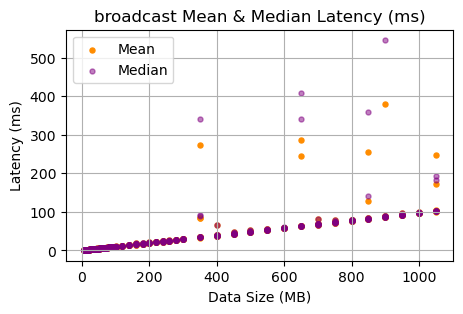 broadcast Mean & Median Latency (ms)
Mean
Median
Latency (ms)
500
400
300
200
100
0
0 200 400 600 800 1000
Data Size (MB)